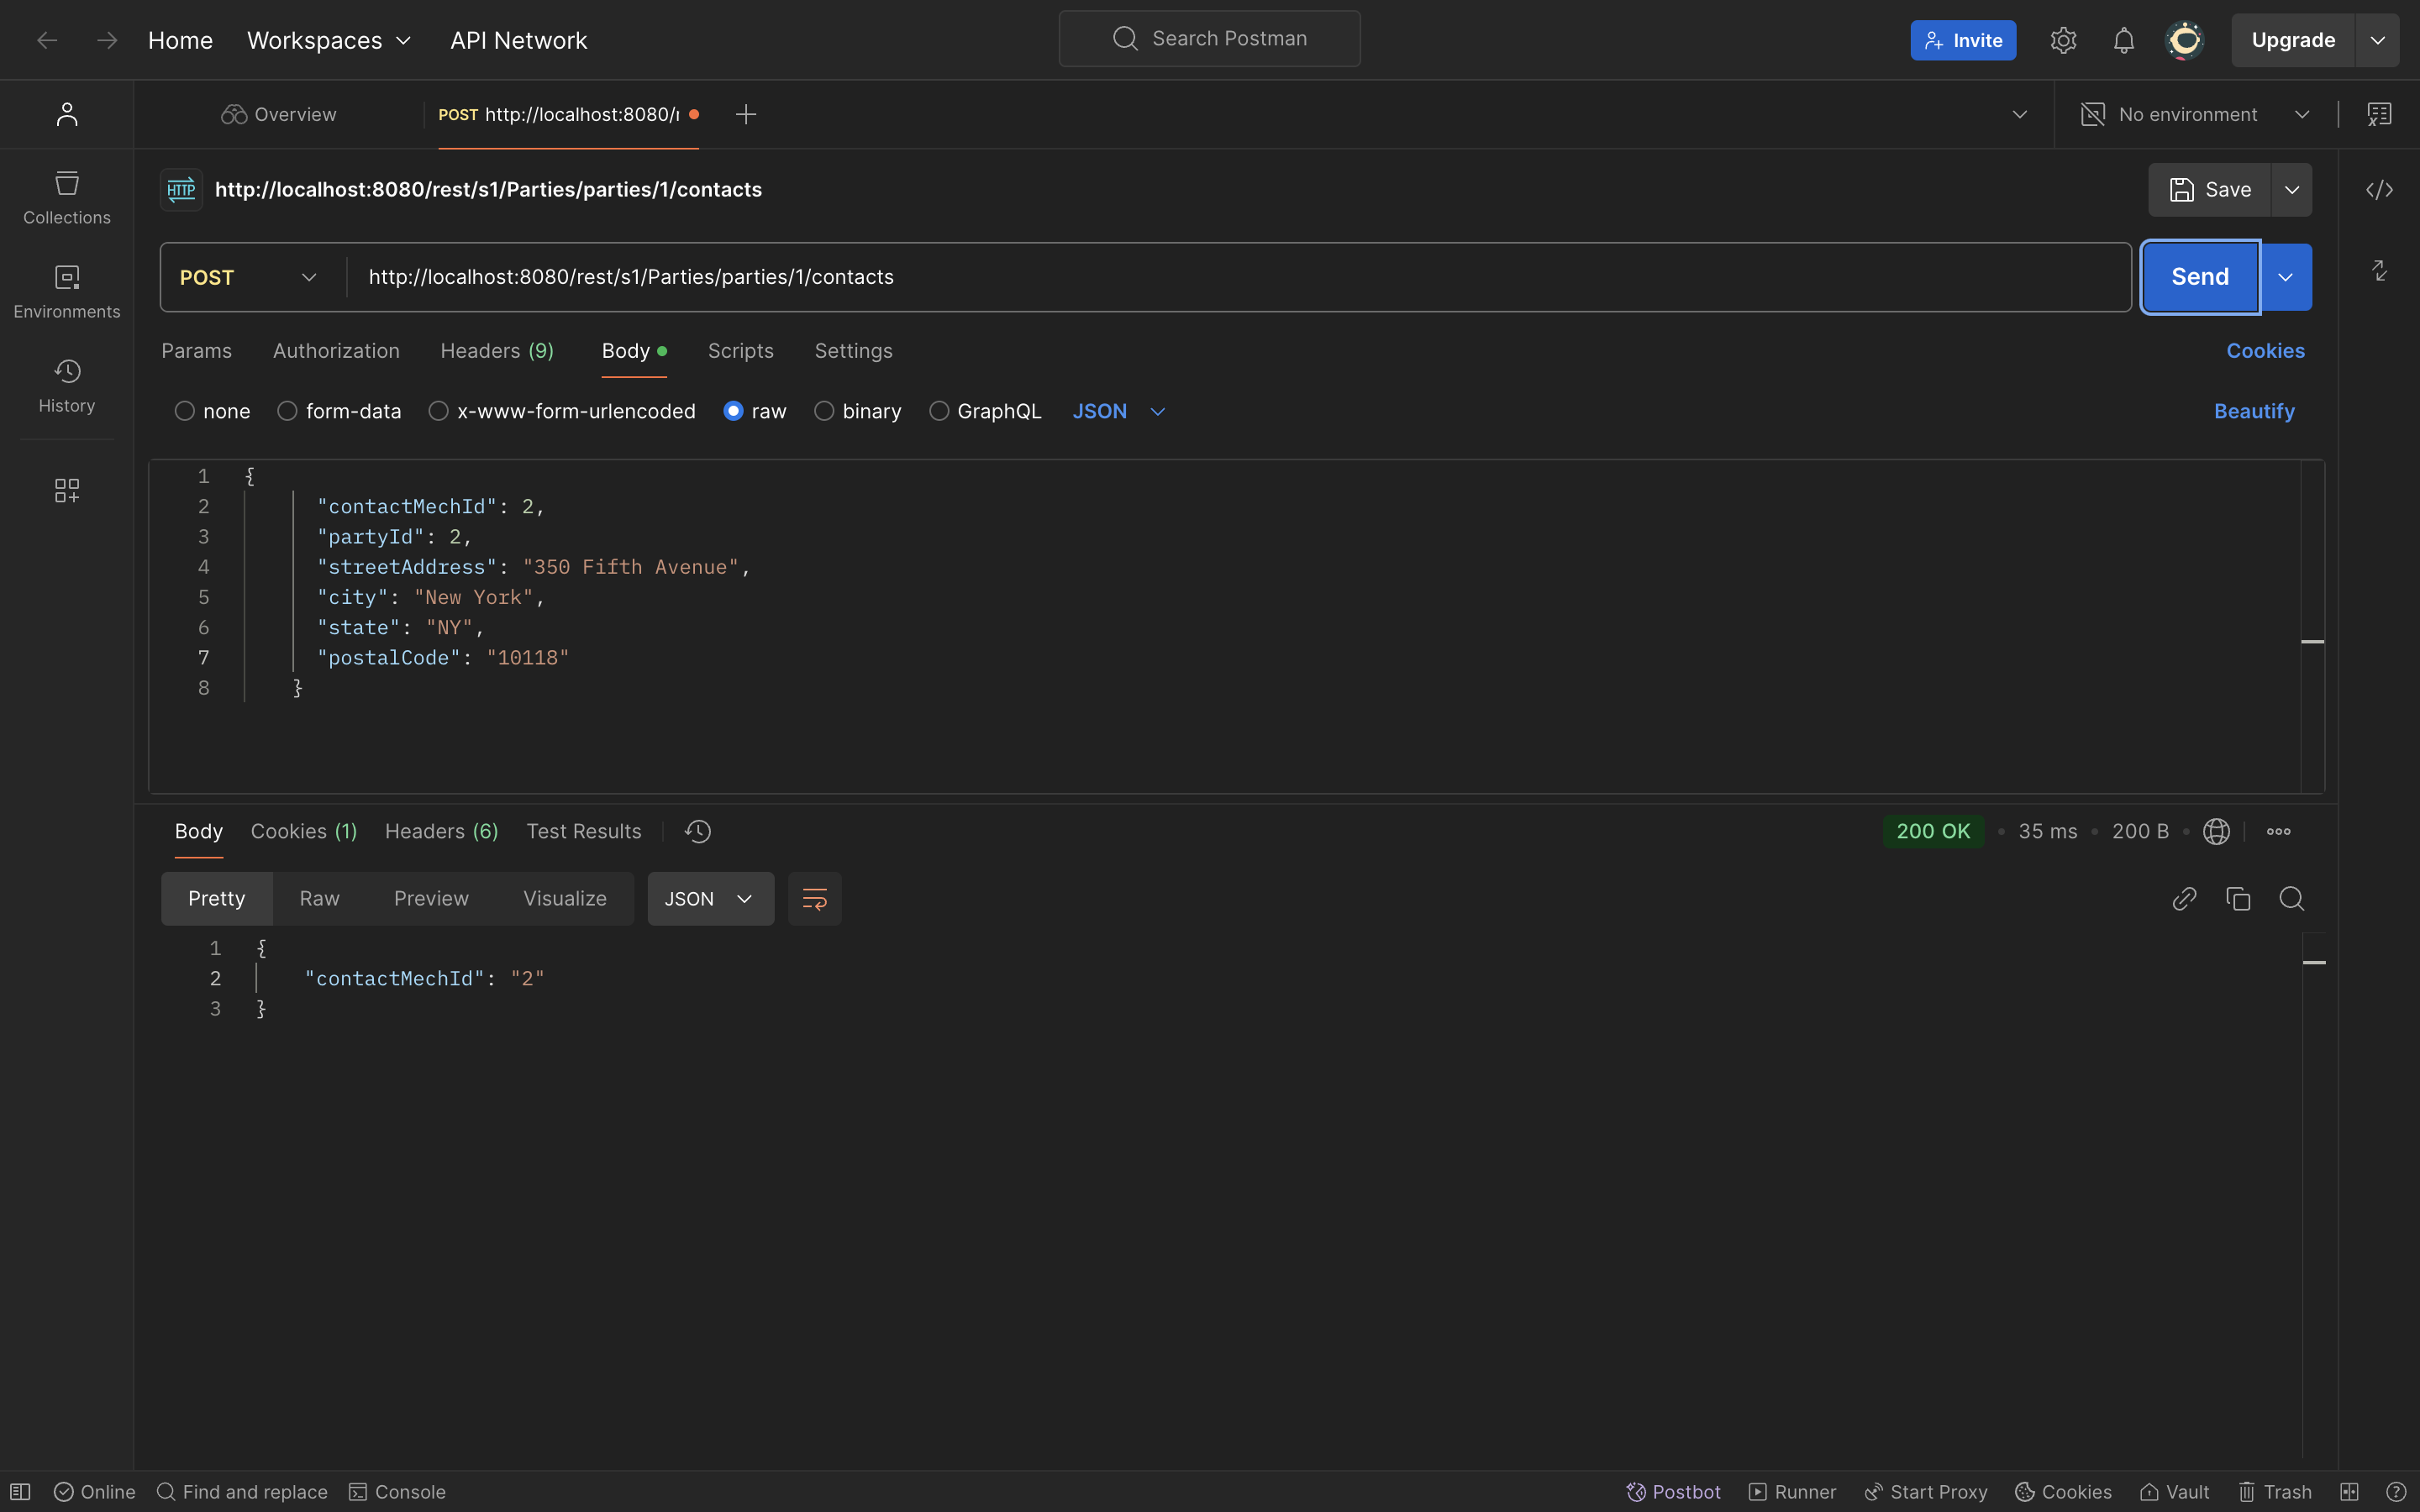 Home Workspaces API Network Search Postman Invite Upgrade
Overview POST http://localhost:8080/r No environment
HTTP http://localhost:8080/rest/s1/Parties/parties/1/contacts Save
Collections
POST http://localhost:8080/rest/s1/Parties/parties/1/contacts Send
Environments
Params Authorization Headers (9) Body Scripts Settings Cookies
History
none form-data x-www-form-urlencoded raw binary GraphQL JSON Beautify
1 {
2 "contactMechId": 2,
3 "partyId": 2,
4 "streetAddress": "350 Fifth Avenue",
5 "city": "New York",
6 "state": "NY",
7 "postalCode": "10118"
8 }
Body Cookies (1) Headers (6) Test Results 200 OK • 35 ms • 200 B •
Pretty Raw Preview Visualize JSON
1 {
2 "contactMechId": "2"
3 }
Online Find and replace Console Postbot Runner Start Proxy Cookies Vault Trash